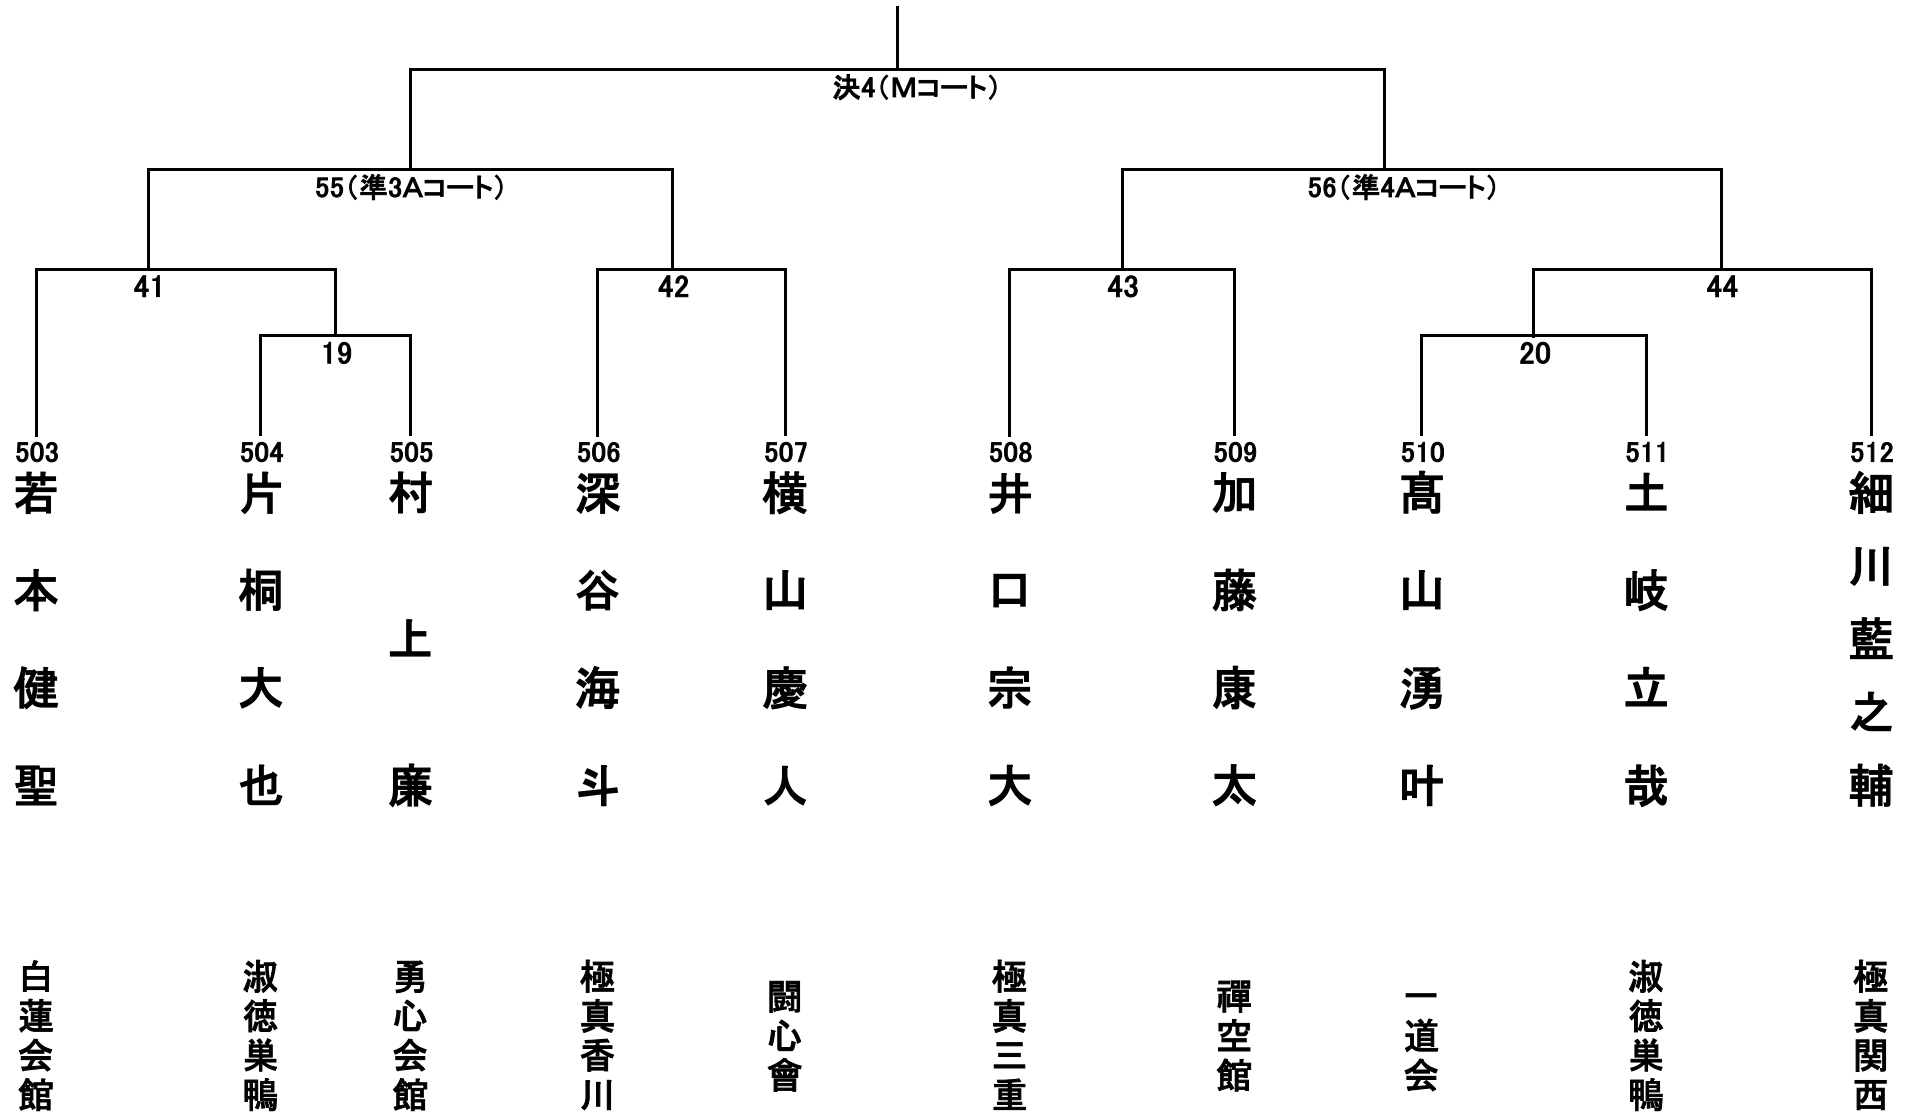 決4（Mコート）
55（準3Aコート）
56（準4Aコート）
41
42
43
44
19
20
503
504
505
506
507
508
509
510
511
512
若本健聖
片桐大也
村上廉
深谷海斗
横山慶人
井口宗大
加藤康太
髙山湧叶
土岐立哉
細川藍之輔
白蓮会館
淑徳巣鴨
勇心会館
極真香川
闘心會
極真三重
禪空館
一道会
淑徳巣鴨
極真関西